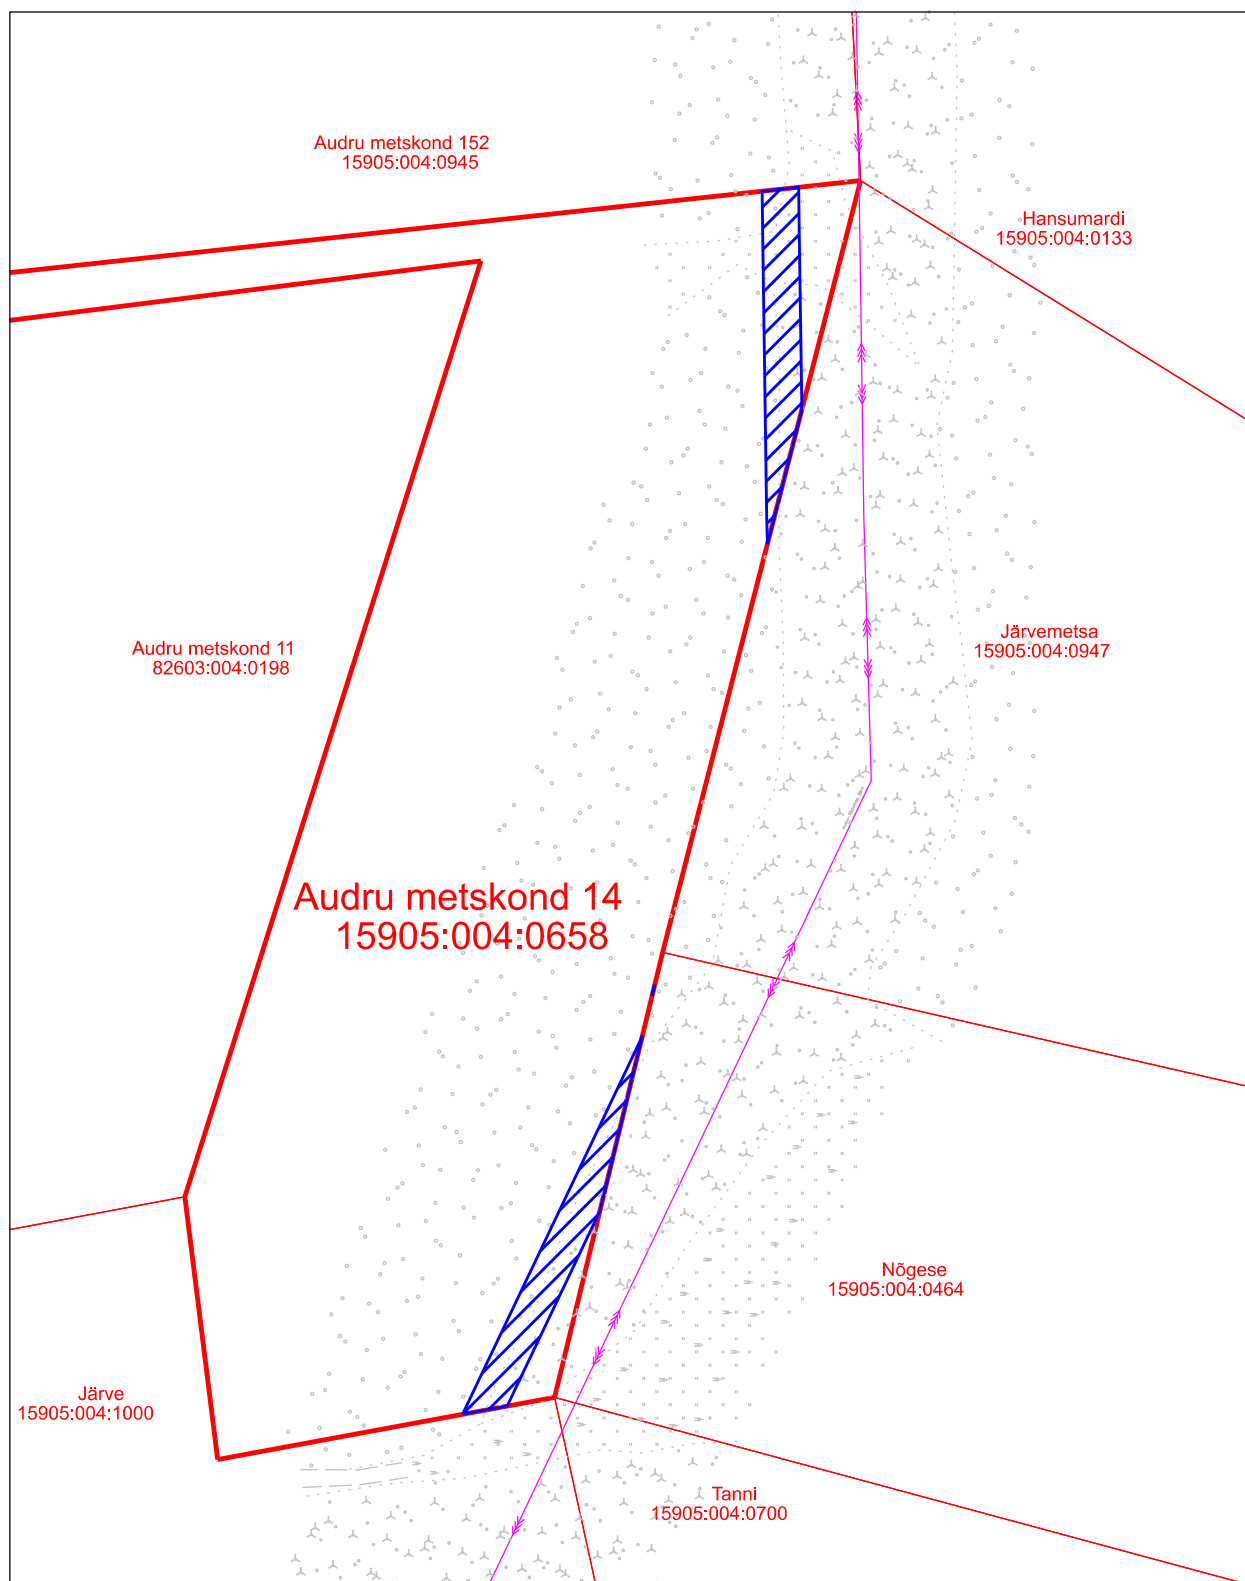 Audru metskond 152
15905:004:0945
Hansumardi
15905:004:0133
Audru metskond 11
82603:004:0198
Järvemetsa
15905:004:0947
Audru metskond 14
15905:004:0658
Nõgese
15905:004:0464
Järve
15905:004:1000
Tanni
15905:004:0700